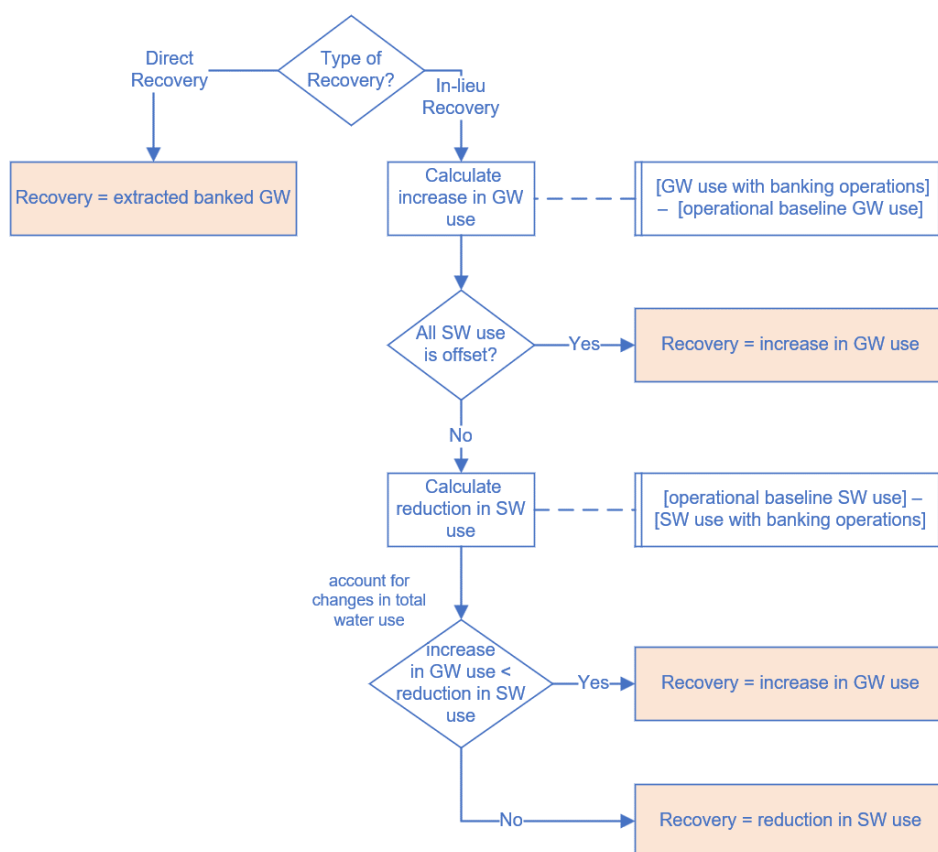 Type of
Recovery?
Direct
Recovery
In-lieu
Recovery
Recovery = extracted banked GW
Calculate
increase in GW
use
[GW use with banking operations]
– [operational baseline GW use]
All SW use
is offset?
Yes
Recovery = increase in GW use
No
Calculate
reduction in SW
use
[operational baseline SW use] –
[SW use with banking operations]
account for
changes in total
water use
increase
in GW use <
reduction in SW
use
Yes
Recovery = increase in GW use
No
Recovery = reduction in SW use